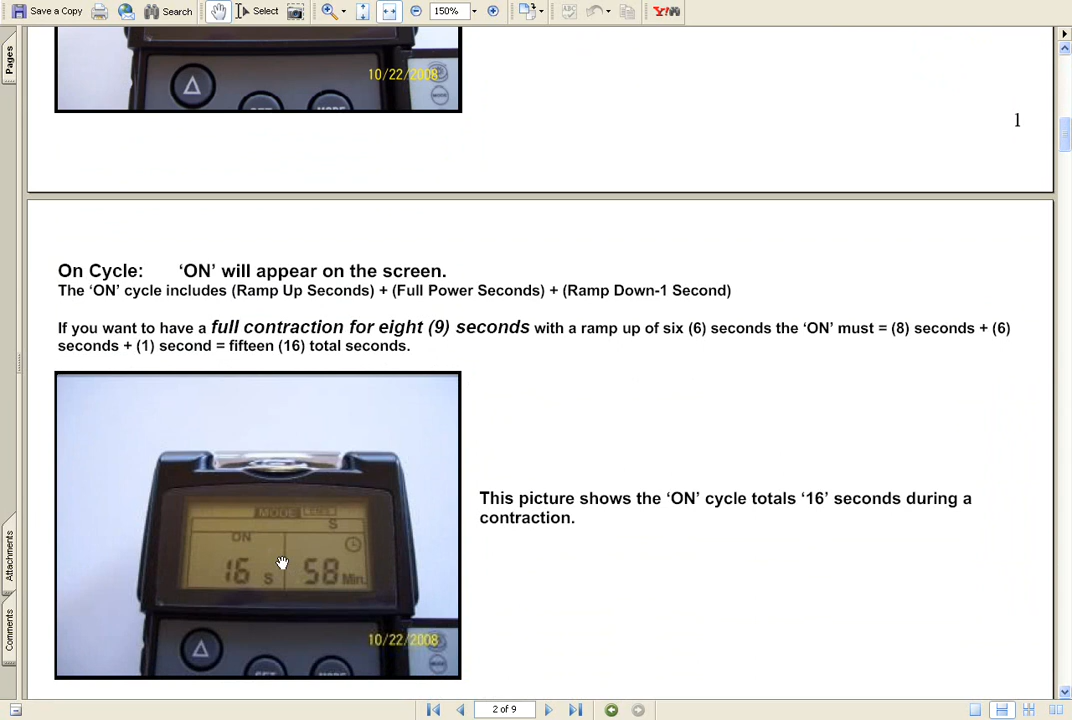 Save a Copy Search Select 150% Y!
Pages
10/22/2008
MODE
1
On Cycle: ‘ON’ will appear on the screen.
The ‘ON’ cycle includes (Ramp Up Seconds) + (Full Power Seconds) + (Ramp Down-1 Second)
If you want to have a full contraction for eight (9) seconds with a ramp up of six (6) seconds the ‘ON’ must = (8) seconds + (6)
seconds + (1) second = fifteen (16) total seconds.
MODE
S
ON
16 S 58 Min.
This picture shows the ‘ON’ cycle totals ‘16’ seconds during a
contraction.
10/22/2008
Attachments
Comments
2 of 9